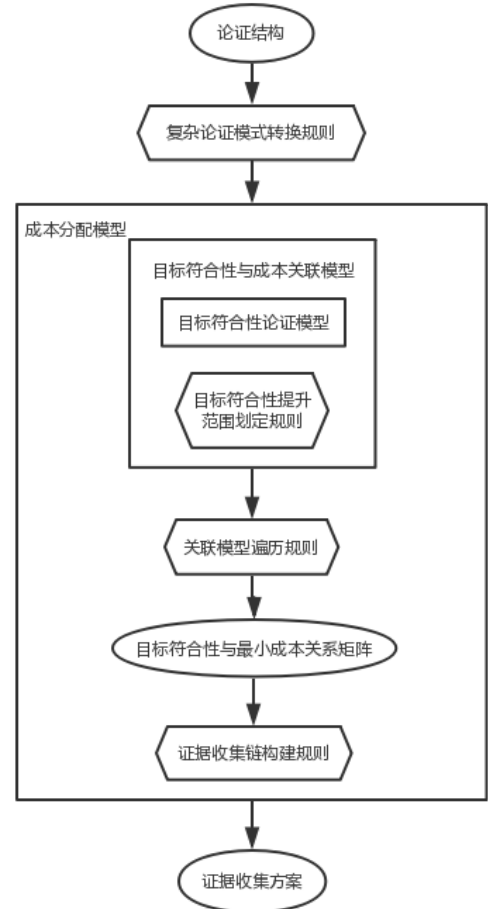 论证结构
复杂论证模式转换规则
成本分配模型
目标符合性与成本关联模型
目标符合性论证模型
目标符合性提升
范围划定规则
关联模型遍历规则
目标符合性与最小成本关系矩阵
证据收集链构建规则
证据收集方案